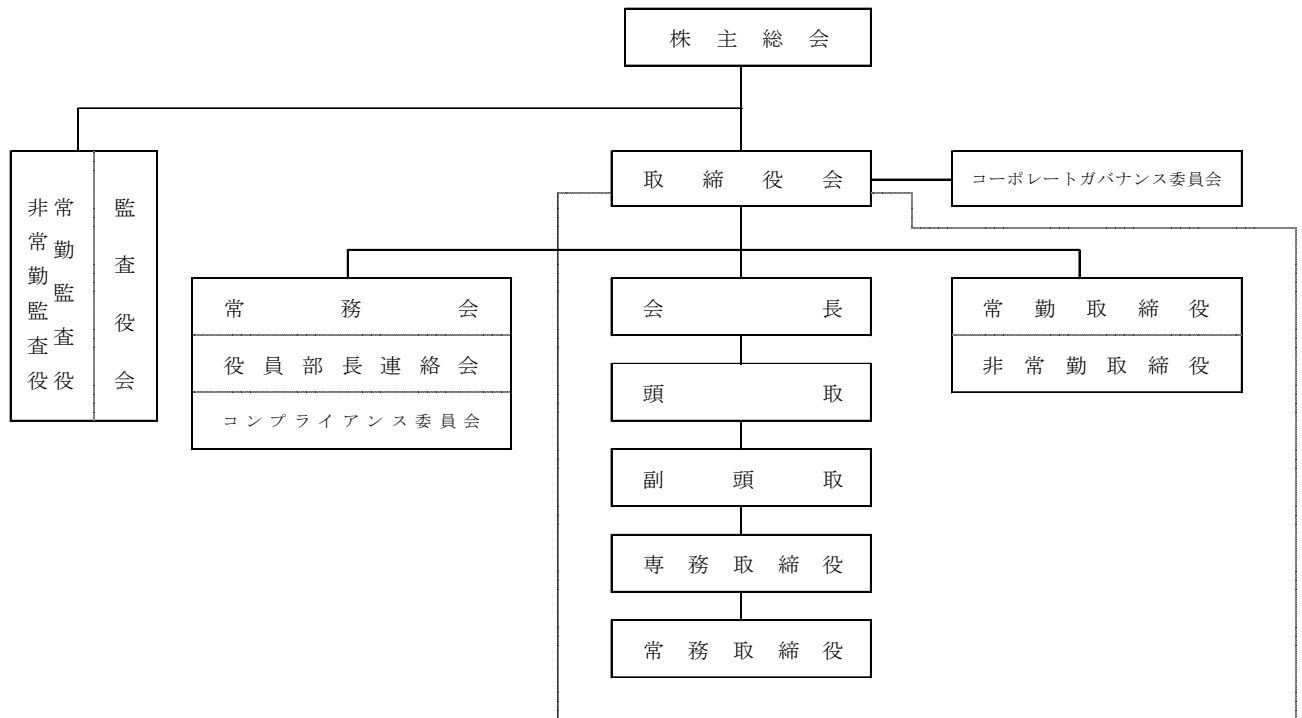 株主総会
取締役会
コーポレートガバナンス委員会
監査役会
常勤監査役
非常勤監査役
常務会
役員部長連絡会
コンプライアンス委員会
会長
頭取
副頭取
専務取締役
常務取締役
常勤取締役
非常勤取締役